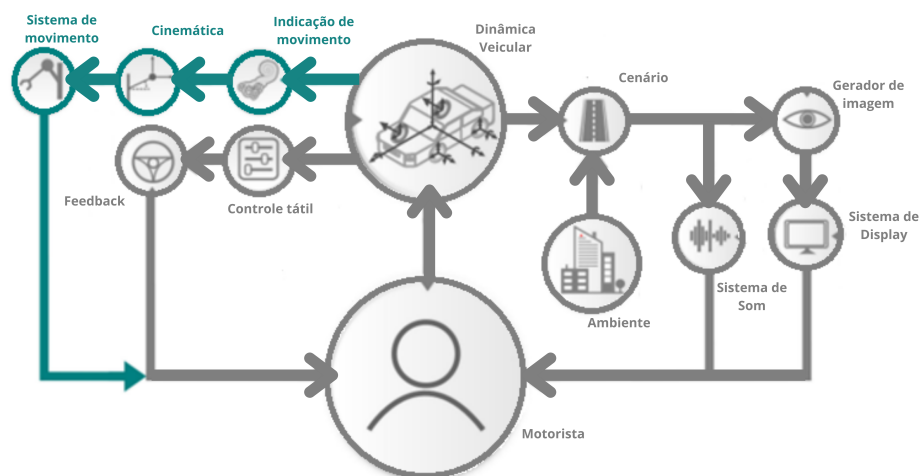 Sistema de
movimento
Cinemática
Indicação de
movimento
Dinâmica
Veicular
Cenário
Gerador de
imagem
Feedback
Controle tátil
Sistema de
Display
Sistema de
Som
Ambiente
Motorista